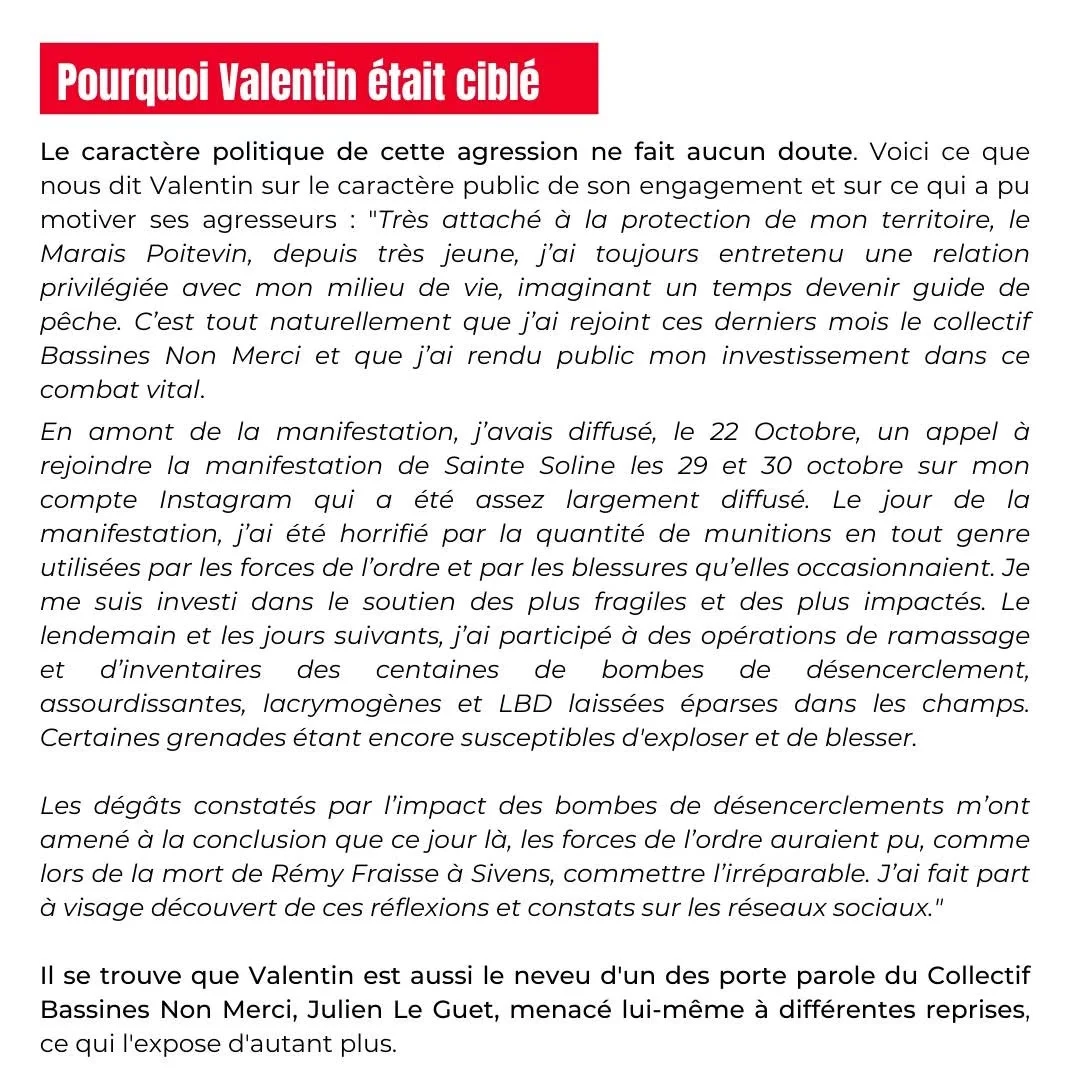 Pourquoi Valentin était ciblé
Le caractère politique de cette agression ne fait aucun doute. Voici ce que
nous dit Valentin sur le caractère public de son engagement et sur ce qui a pu
motiver ses agresseurs : "Très attaché à la protection de mon territoire, le
Marais Poitevin, depuis très jeune, j’ai toujours entretenu une relation
privilégiée avec mon milieu de vie, imaginant un temps devenir guide de
pêche. C’est tout naturellement que j’ai rejoint ces derniers mois le collectif
Bassines Non Merci et que j’ai rendu public mon investissement dans ce
combat vital.
En amont de la manifestation, j’avais diffusé, le 22 Octobre, un appel à
rejoindre la manifestation de Sainte Soline les 29 et 30 octobre sur mon
compte Instagram qui a été assez largement diffusé. Le jour de la
manifestation, j’ai été horrifié par la quantité de munitions en tout genre
utilisées par les forces de l’ordre et par les blessures qu’elles occasionnaient. Je
me suis investi dans le soutien des plus fragiles et des plus impactés. Le
lendemain et les jours suivants, j’ai participé à des opérations de ramassage
et d’inventaires des centaines de bombes de désencerclement,
assourdissantes, lacrymogènes et LBD laissées éparses dans les champs.
Certaines grenades étant encore susceptibles d'exploser et de blesser.
Les dégâts constatés par l’impact des bombes de désencerclements m’ont
amené à la conclusion que ce jour là, les forces de l’ordre auraient pu, comme
lors de la mort de Rémy Fraisse à Sivens, commettre l’irréparable. J’ai fait part
à visage découvert de ces réflexions et constats sur les réseaux sociaux."
Il se trouve que Valentin est aussi le neveu d'un des porte parole du Collectif
Bassines Non Merci, Julien Le Guet, menacé lui-même à différentes reprises,
ce qui l'expose d'autant plus.